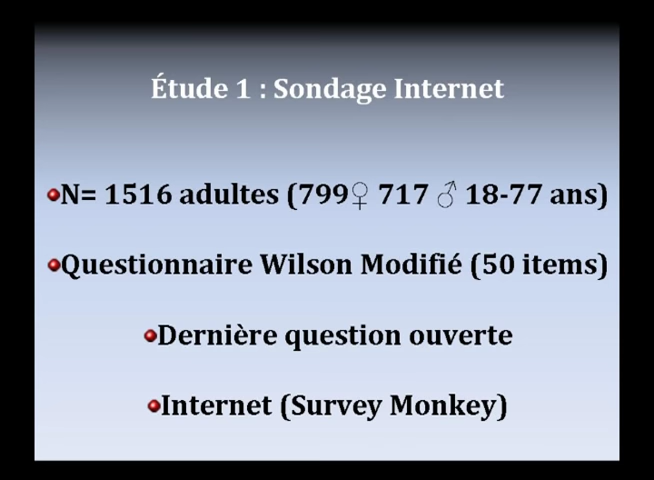 Étude 1 : Sondage Internet
•N= 1516 adultes (799♀ 717 ♂ 18-77 ans)
•Questionnaire Wilson Modifié (50 items)
•Dernière question ouverte
•Internet (Survey Monkey)